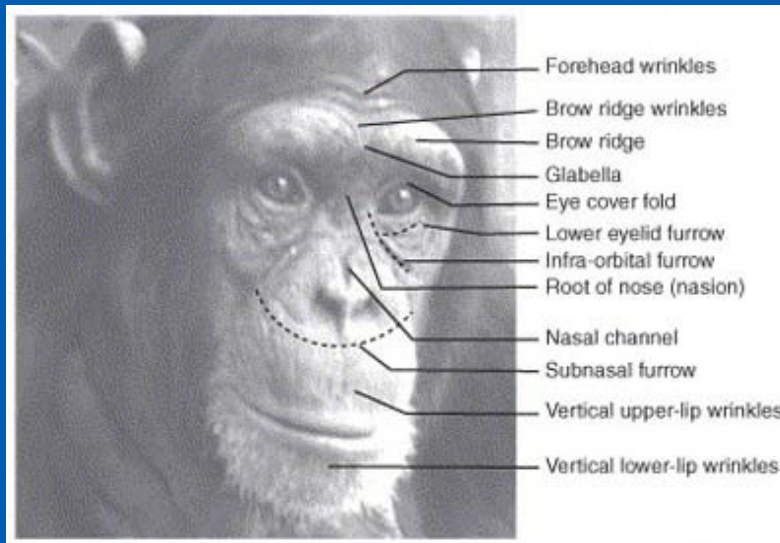 Forehead wrinkles
Brow ridge wrinkles
Brow ridge
Glabella
Eye cover fold
Lower eyelid furrow
Infra-orbital furrow
Root of nose (nasion)
Nasal channel
Subnasal furrow
Vertical upper-lip wrinkles
Vertical lower-lip wrinkles